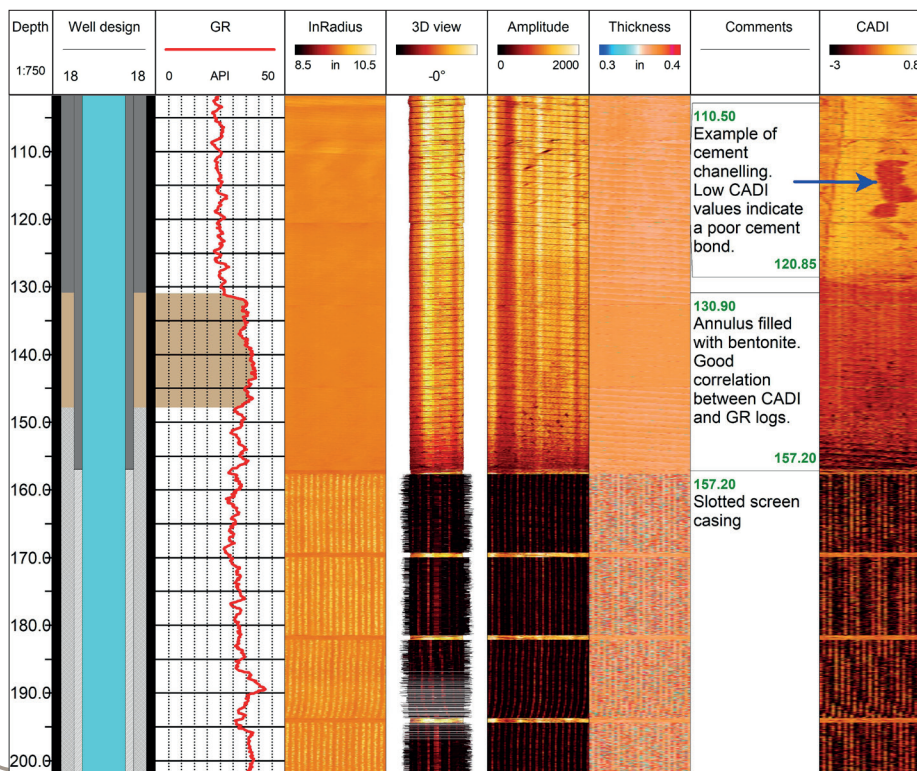 Depth
Well design
GR
InRadius
3D view
Amplitude
Thickness
Comments
CADI
1:750
18 18
0 API 50
8.5 in 10.5
-0°
0 2000
0.3 in 0.4
-3 0.8
110.0
120.0
130.0
140.0
150.0
160.0
170.0
180.0
190.0
200.0
110.50
Example of
cement
chanelling.
Low CADI
values indicate
a poor cement
bond.
120.85
130.90
Annulus filled
with bentonite.
Good
correlation
between CADI
and GR logs.
157.20
157.20
Slotted screen
casing